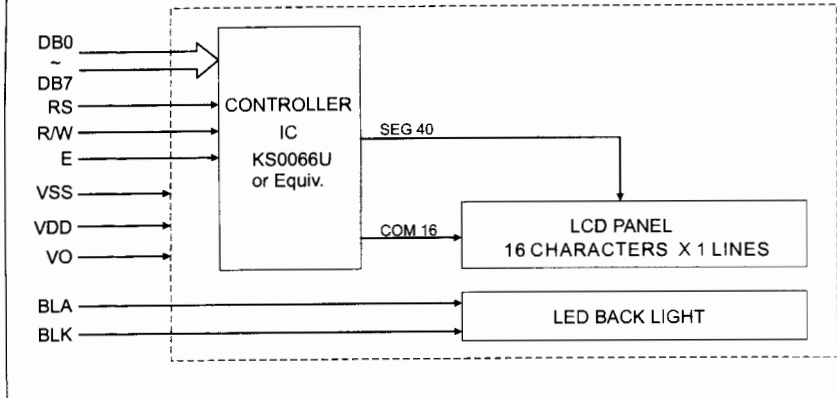 DB0
~
DB7
RS
R/W
E
VSS
VDD
VO
BLA
BLK
CONTROLLER
IC
KS0066U
or Equiv.
SEG 40
COM 16
LCD PANEL
16 CHARACTERS X 1 LINES
LED BACK LIGHT